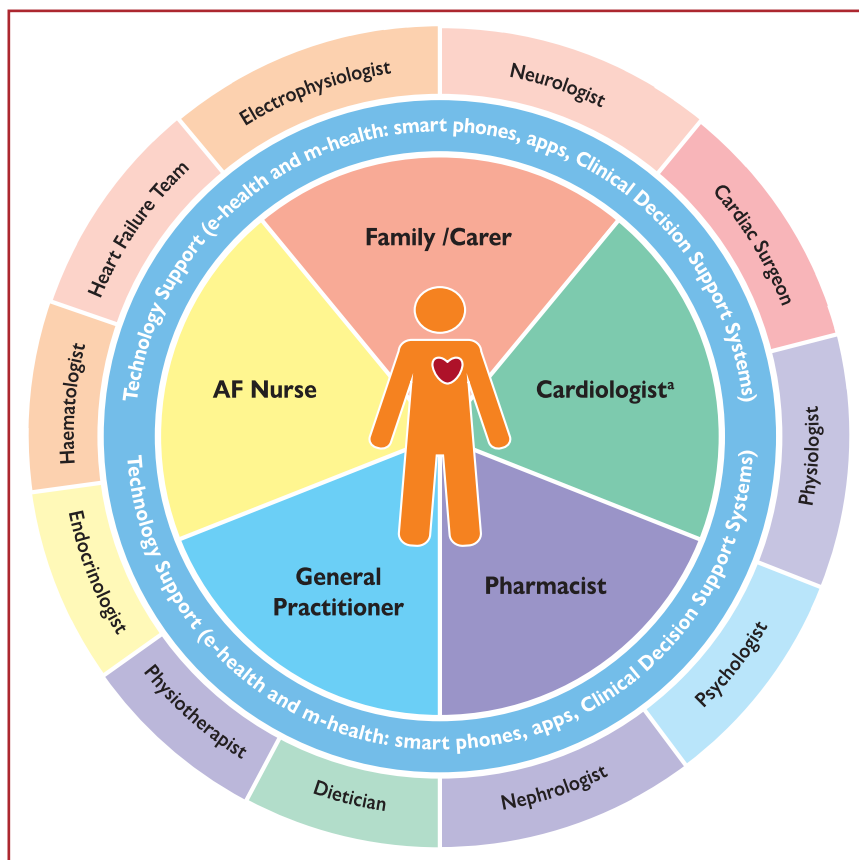 Electrophysiologist
Neurologist
Cardiac Surgeon
Physiologist
Psychologist
Nephrologist
Dietician
Physiotherapist
Endocrinologist
Haematologist
Heart Failure Team
Technology Support (e-health and m-health: smart phones, apps, Clinical Decision Support Systems)
Family /Carer
AF Nurse
Cardiologistᵃ
General
Practitioner
Pharmacist
Technology Support (e-health and m-health: smart phones, apps, Clinical Decision Support Systems)